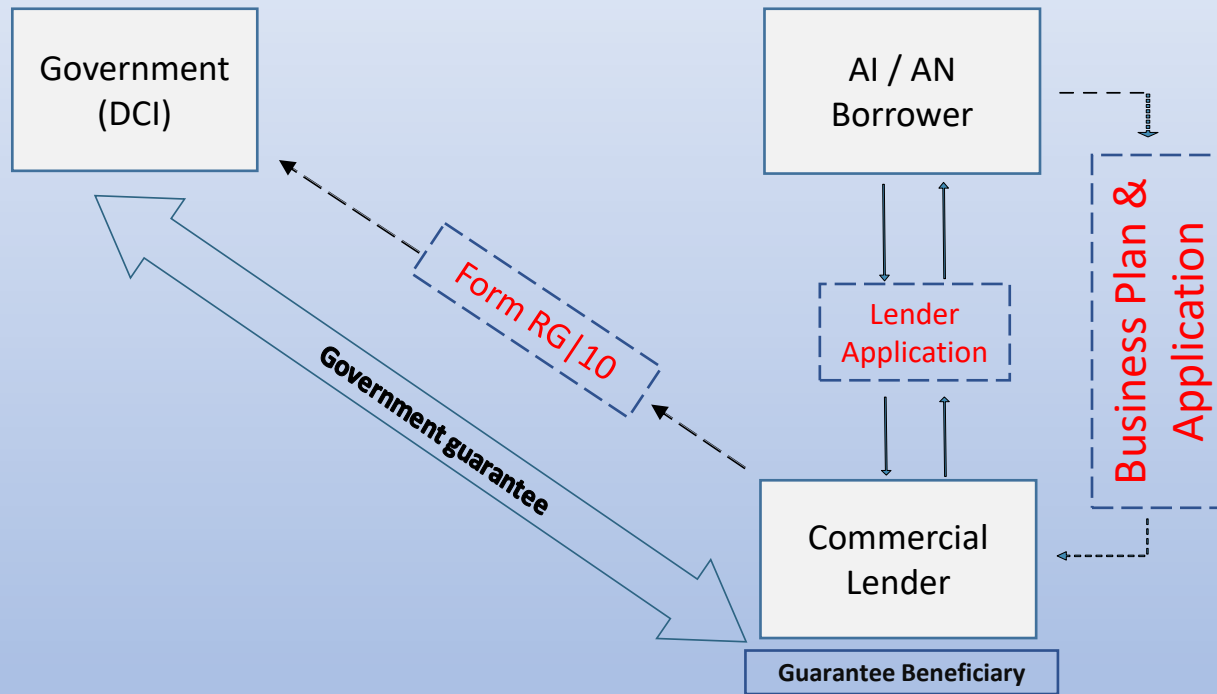 Government
(DCI)
AI / AN
Borrower
Business Plan &
Application
Form RG|10
Lender
Application
Government guarantee
Commercial
Lender
Guarantee Beneficiary